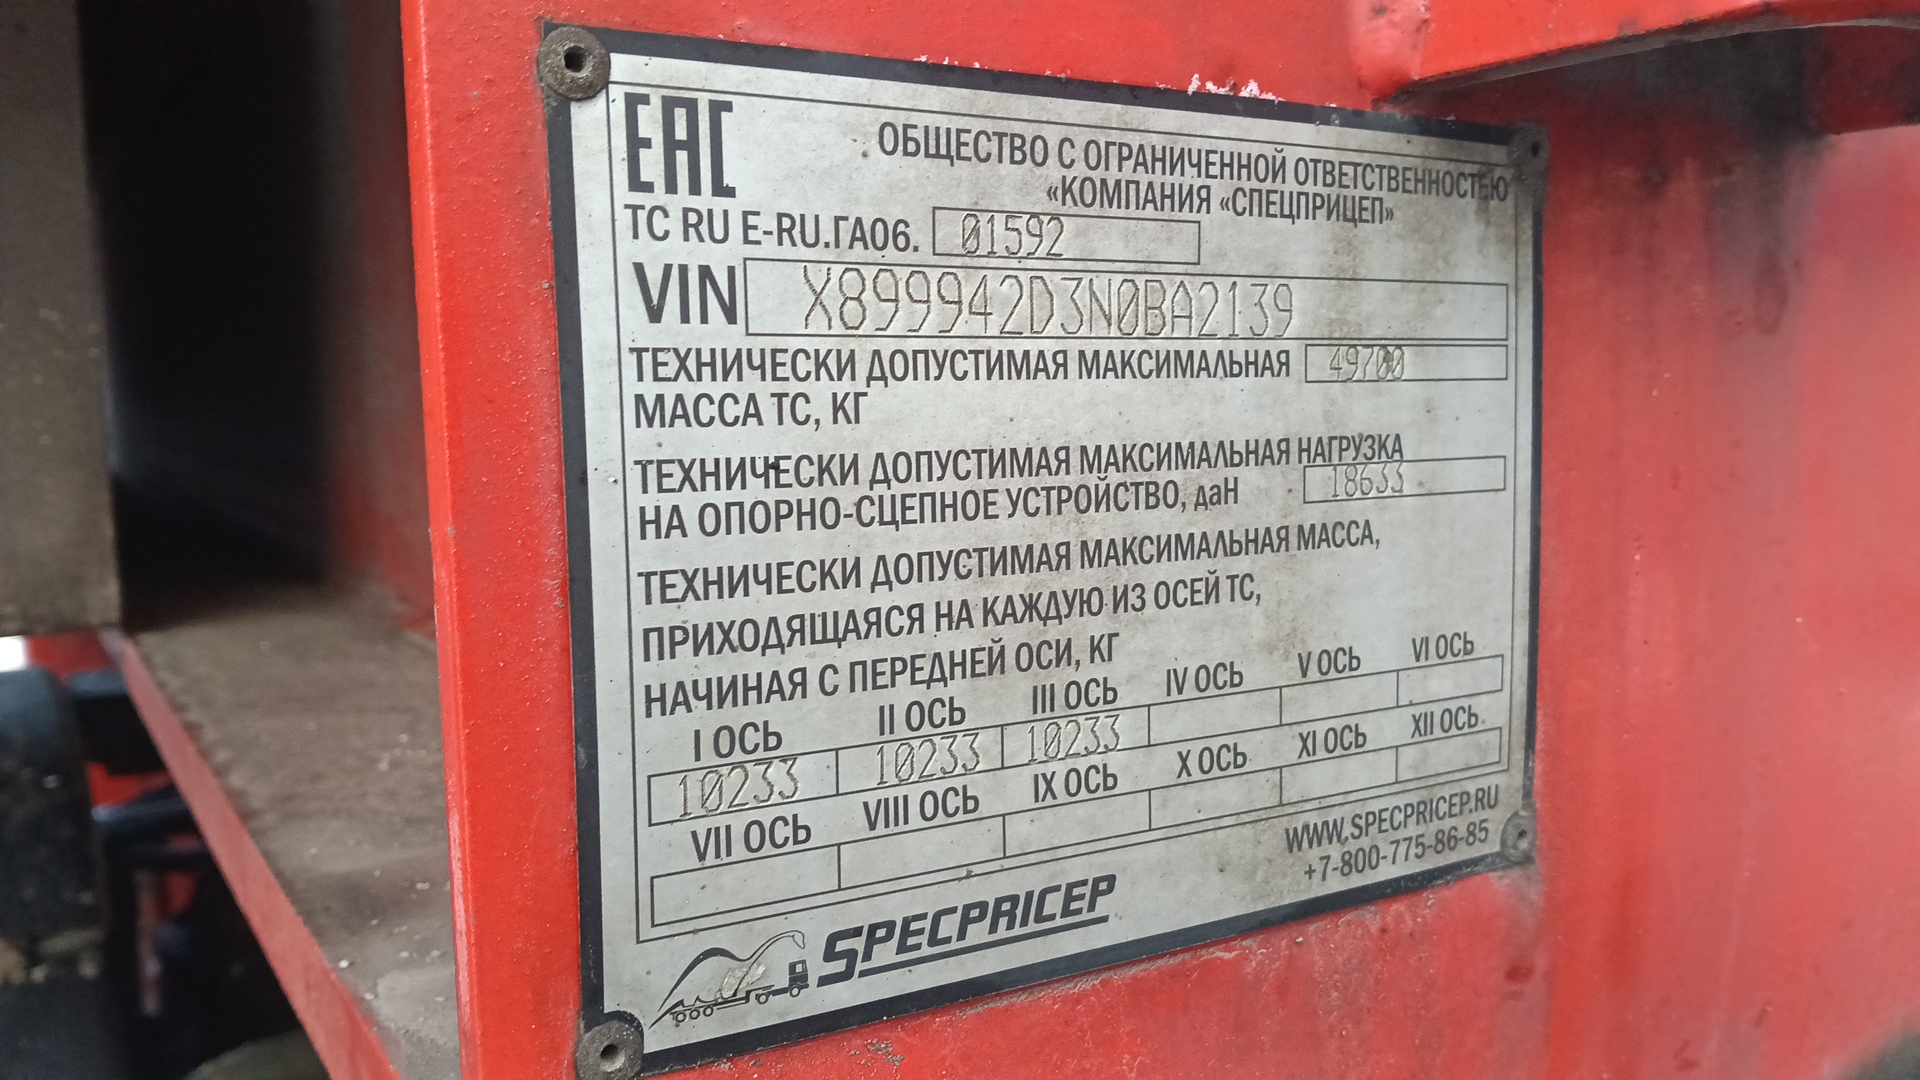 EAC
ОБЩЕСТВО С ОГРАНИЧЕННОЙ ОТВЕТСТВЕННОСТЬЮ
«КОМПАНИЯ «СПЕЦПРИЦЕП»
ТС RU E-RU.ГА06. 01592
VIN X899942D3N0BA2139
ТЕХНИЧЕСКИ ДОПУСТИМАЯ МАКСИМАЛЬНАЯ 49700
МАССА ТС, КГ
ТЕХНИЧЕСКИ ДОПУСТИМАЯ МАКСИМАЛЬНАЯ НАГРУЗКА
НА ОПОРНО-СЦЕПНОЕ УСТРОЙСТВО, даН 18633
ТЕХНИЧЕСКИ ДОПУСТИМАЯ МАКСИМАЛЬНАЯ МАССА,
ПРИХОДЯЩАЯСЯ НА КАЖДУЮ ИЗ ОСЕЙ ТС,
НАЧИНАЯ С ПЕРЕДНЕЙ ОСИ, КГ
I ОСЬ II ОСЬ III ОСЬ IV ОСЬ V ОСЬ VI ОСЬ
10233 10233 10233
VII ОСЬ VIII ОСЬ IX ОСЬ X ОСЬ XI ОСЬ XII ОСЬ
WWW.SPECPRICEP.RU
+7-800-775-86-85
SPECPRICEP